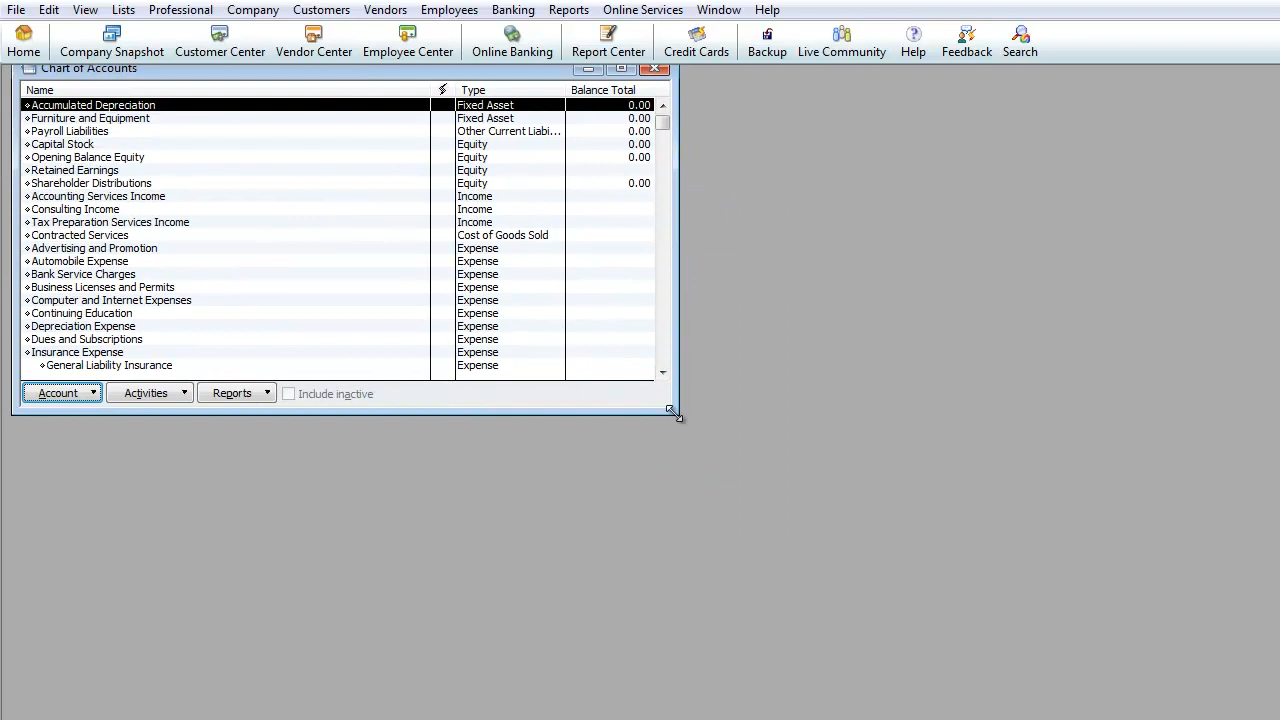 File Edit View Lists Professional Company Customers Vendors Employees Banking Reports Online Services Window Help
Home Company Snapshot Customer Center Vendor Center Employee Center Online Banking Report Center Credit Cards Backup Live Community Help Feedback Search
Chart of Accounts
Name Type Balance Total
Accumulated Depreciation Fixed Asset 0.00
Furniture and Equipment Fixed Asset 0.00
Payroll Liabilities Other Current Liabi... 0.00
Capital Stock Equity 0.00
Opening Balance Equity Equity 0.00
Retained Earnings Equity
Shareholder Distributions Equity 0.00
Accounting Services Income Income
Consulting Income Income
Tax Preparation Services Income Income
Contracted Services Cost of Goods Sold
Advertising and Promotion Expense
Automobile Expense Expense
Bank Service Charges Expense
Business Licenses and Permits Expense
Computer and Internet Expenses Expense
Continuing Education Expense
Depreciation Expense Expense
Dues and Subscriptions Expense
Insurance Expense Expense
General Liability Insurance Expense
Account Activities Reports Include inactive